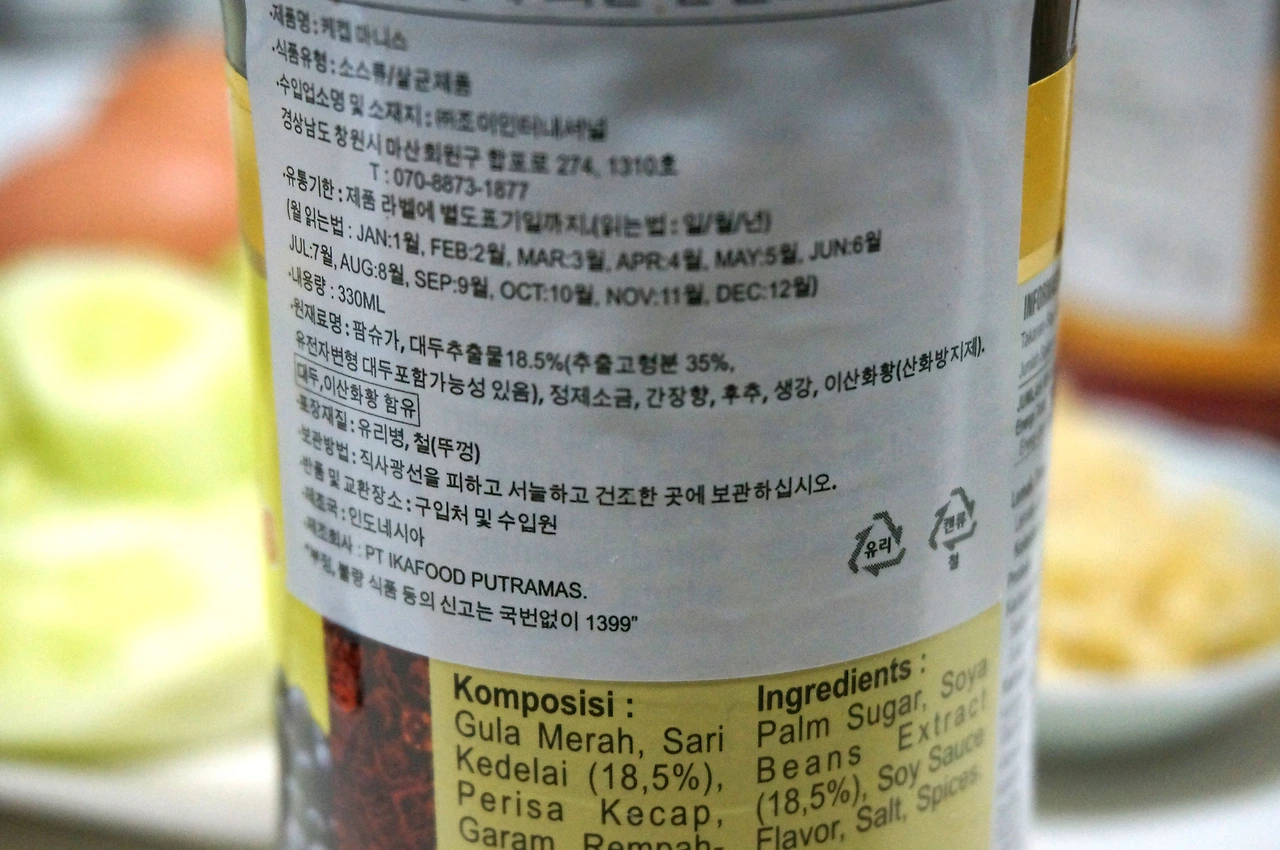 ·제품명 : 케찹 마니스
·식품유형 : 소스류/살균제품
·수입업소명 및 소재지 : ㈜조이인터내셔널
경상남도 창원시 마산회원구 합포로 274, 1310호
T : 070-8873-1877
·유통기한 : 제품 라벨에 별도표기일까지.(읽는법 : 일/월/년)
(월 읽는법 : JAN:1월, FEB:2월, MAR:3월, APR:4월, MAY:5월, JUN:6월
JUL:7월, AUG:8월, SEP:9월, OCT:10월, NOV:11월, DEC:12월)
·내용량 : 330ML
·원재료명 : 팜슈가, 대두추출물18.5%(추출고형분 35%,
유전자변형 대두포함가능성 있음), 정제소금, 간장향, 후추, 생강, 이산화황(산화방지제).
대두,이산화황 함유
·포장재질 : 유리병, 철(뚜껑)
·보관방법 : 직사광선을 피하고 서늘하고 건조한 곳에 보관하십시오.
·반품 및 교환장소 : 구입처 및 수입원
·제조국 : 인도네시아
·제조회사 : PT IKAFOOD PUTRAMAS.
"부정, 불량 식품 등의 신고는 국번없이 1399"
유리
캔류
철
Komposisi :
Gula Merah, Sari
Kedelai (18,5%),
Perisa Kecap,
Garam, Rempah-
Ingredients :
Palm Sugar, Soya
Beans Extract
(18,5%), Soy Sauce
Flavor, Salt, Spices.